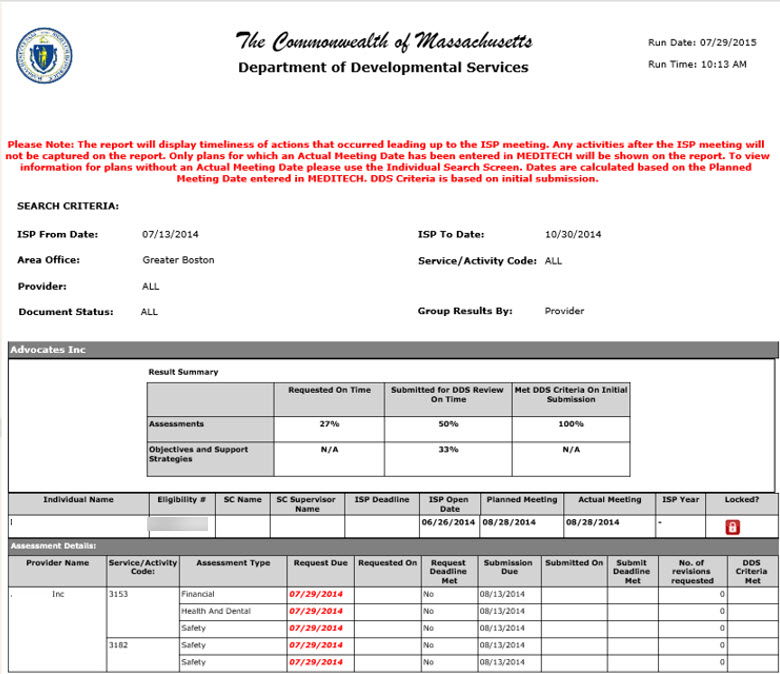 The Commonwealth of Massachusetts
Department of Developmental Services
Run Date: 07/29/2015
Run Time: 10:13 AM
Please Note: The report will display timeliness of actions that occurred leading up to the ISP meeting. Any activities after the ISP meeting will
not be captured on the report. Only plans for which an Actual Meeting Date has been entered in MEDITECH will be shown on the report. To view
information for plans without an Actual Meeting Date please use the Individual Search Screen. Dates are calculated based on the Planned
Meeting Date entered in MEDITECH. DDS Criteria is based on initial submission.
SEARCH CRITERIA:
ISP From Date: 07/13/2014 ISP To Date: 10/30/2014
Area Office: Greater Boston Service/Activity Code: ALL
Provider: ALL
Document Status: ALL Group Results By: Provider
Advocates Inc
Result Summary
Requested On Time Submitted for DDS Review On Time Met DDS Criteria On Initial Submission
Assessments 27% 50% 100%
Objectives and Support Strategies N/A 33% N/A
Individual Name Eligibility # SC Name SC Supervisor Name ISP Deadline ISP Open Date Planned Meeting Actual Meeting ISP Year Locked?
06/26/2014 08/28/2014 08/28/2014 -
Assessment Details:
Provider Name Service/Activity Code: Assessment Type Request Due Requested On Request Deadline Met Submission Due Submitted On Submit Deadline Met No. of revisions requested DDS Criteria Met
. Inc 3153 Financial 07/29/2014 No 08/13/2014 0
Health And Dental 07/29/2014 No 08/13/2014 0
Safety 07/29/2014 No 08/13/2014 0
3182 Safety 07/29/2014 No 08/13/2014 0
Safety 07/29/2014 No 08/13/2014 0